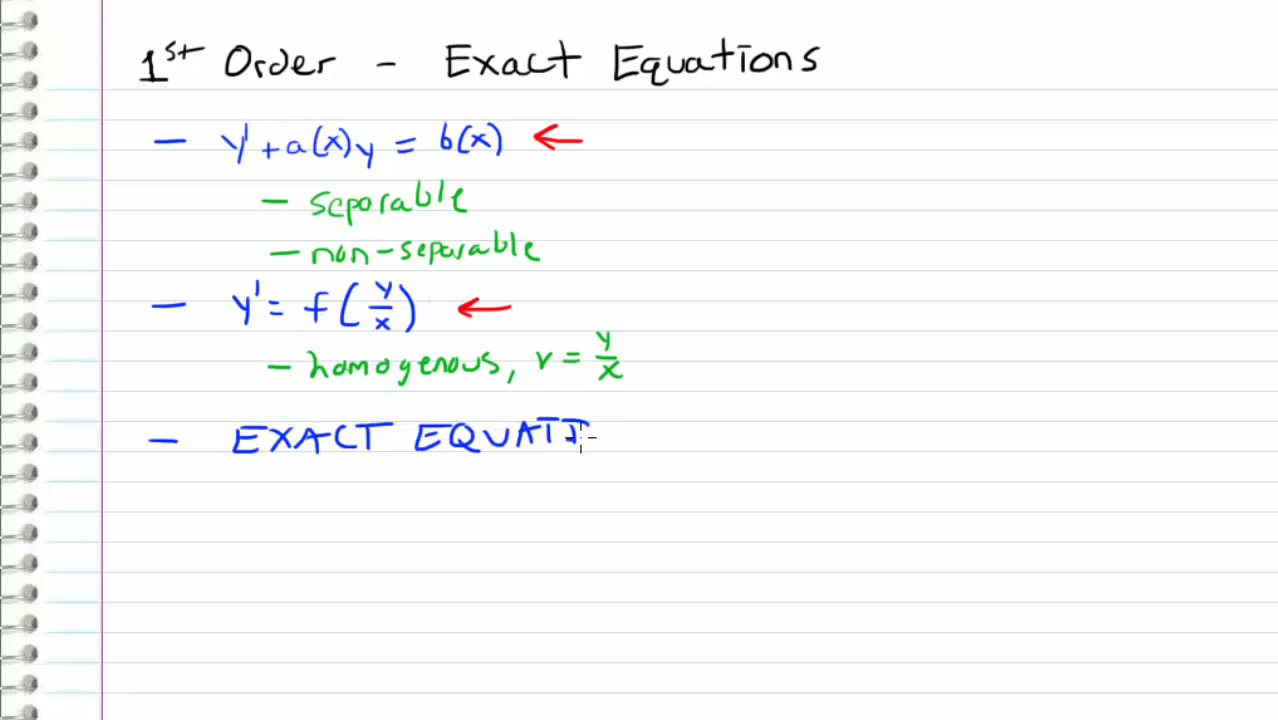 1st Order - Exact Equations
- y' + a(x)y = b(x) ←
- separable
- non-separable
- y' = f(y/x) ←
- homogenous, v = y/x
- EXACT EQUATI